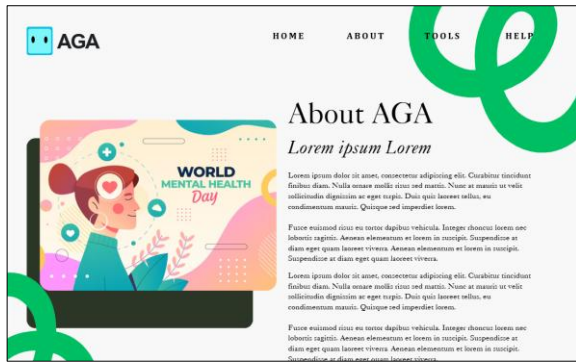 AGA
HOME ABOUT TOOLS HELP
About AGA
Lorem ipsum Lorem
WORLD
MENTAL HEALTH
Day
Lorem ipsum dolor sit amet, consectetur adipiscing elit. Curabitur tincidunt
finibus diam. Nulla ornare mollis risus sed mattis. Nunc at mauris ut velit
sollicitudin dignissim ac eget turpis. Duis quis laoreet tellus, eu
condimentum mauris. Quisque sed imperdiet lorem.
Fusce euismod risus eu tortor dapibus vehicula. Integer rhoncus lorem nec
lobortis sagittis. Aenean elementum et lorem in suscipit. Suspendisse at
diam eget quam laoreet viverra. Aenean elementum et lorem in suscipit.
Suspendisse at diam eget quam laoreet viverra.
Lorem ipsum dolor sit amet, consectetur adipiscing elit. Curabitur tincidunt
finibus diam. Nulla ornare mollis risus sed mattis. Nunc at mauris ut velit
sollicitudin dignissim ac eget turpis. Duis quis laoreet tellus, eu
condimentum mauris. Quisque sed imperdiet lorem.
Fusce euismod risus eu tortor dapibus vehicula. Integer rhoncus lorem nec
lobortis sagittis. Aenean elementum et lorem in suscipit. Suspendisse at
diam eget quam laoreet viverra. Aenean elementum et lorem in suscipit.